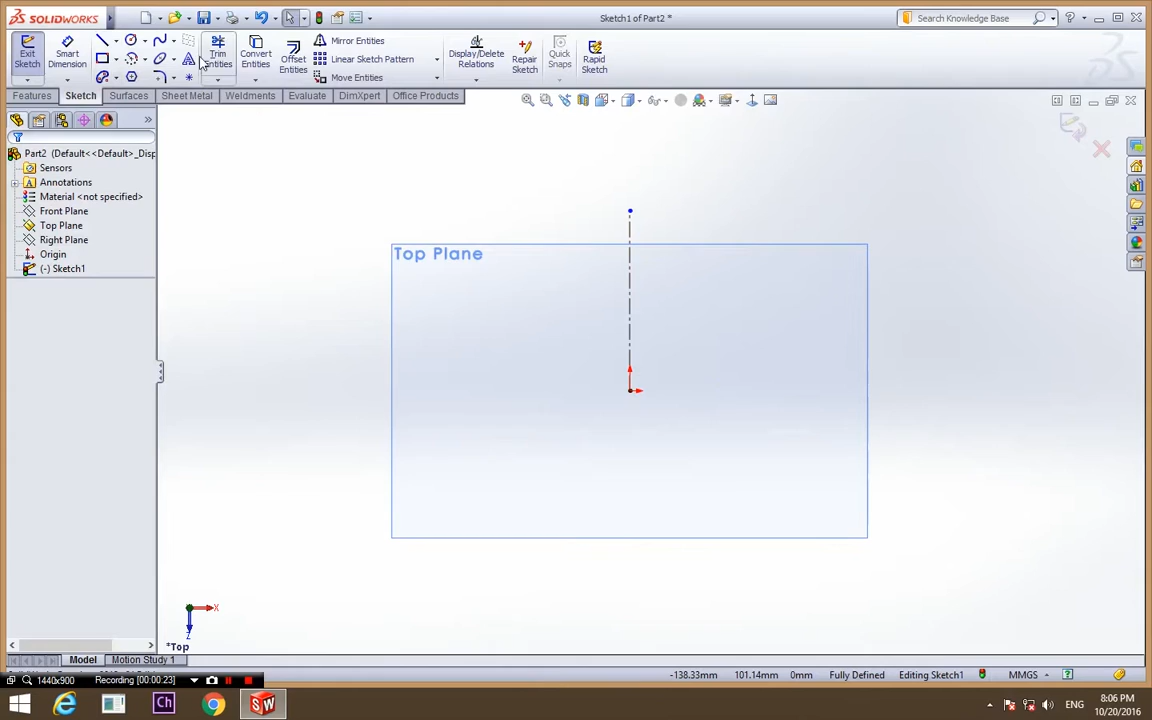 SOLIDWORKS
Sketch1 of Part2 *
Search Knowledge Base
Exit Sketch
Smart Dimension
Trim Entities
Convert Entities
Offset Entities
Mirror Entities
Linear Sketch Pattern
Move Entities
Display/Delete Relations
Repair Sketch
Quick Snaps
Rapid Sketch
Features
Sketch
Surfaces
Sheet Metal
Weldments
Evaluate
DimXpert
Office Products
Part2 (Default<<Default>_Disp
Sensors
Annotations
Material <not specified>
Front Plane
Top Plane
Right Plane
Origin
(-) Sketch1
Top Plane
X
Z
*Top
Model
Motion Study 1
-138.33mm
101.14mm
0mm
Fully Defined
Editing Sketch1
MMGS
1440x900
Recording [00:00:23]
Ch
SW
ENG
8:06 PM
10/20/2016